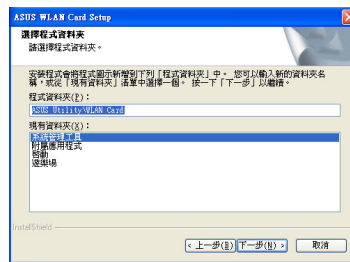 ASUS WLAN Card Setup
選擇程式資料夾
請選擇程式資料夾。
安裝程式會將程式圖示新增到下列「程式資料夾」中。 您可以輸入新的資料夾名
稱，或從「現有資料夾」清單中選擇一個。 按一下「下一步」以繼續。
程式資料夾(P)：
ASUS Utility\WLAN Card
現有資料夾(X)：
系統管理工具
附屬應用程式
啓動
遊樂場
InstallShield
< 上一步(B)
下一步(N) >
取消